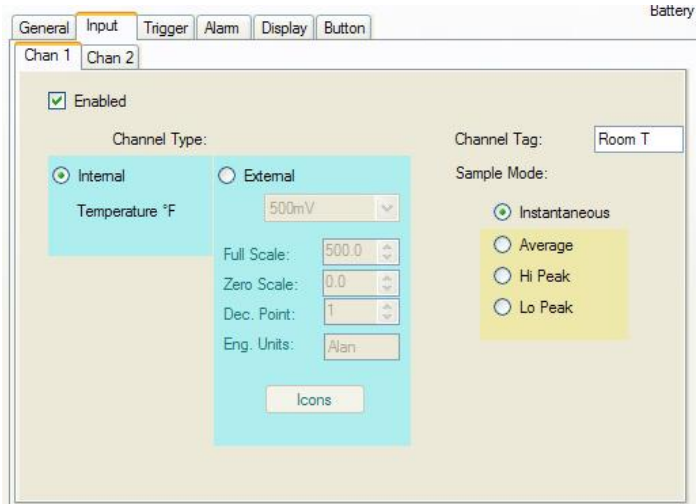 Battery
General Input Trigger Alarm Display Button
Chan 1 Chan 2
Enabled
Channel Type:
Channel Tag: Room T
Internal
External
Sample Mode:
Temperature °F
500mV
Instantaneous
Average
Full Scale: 500.0
Hi Peak
Zero Scale: 0.0
Lo Peak
Dec. Point: 1
Eng. Units: Alan
Icons